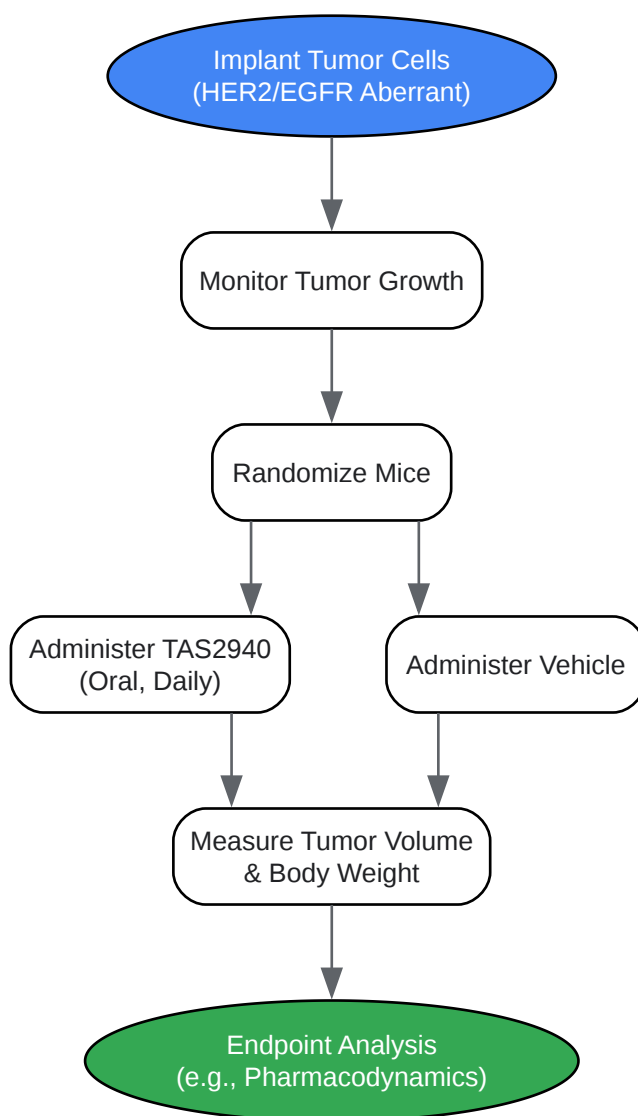 Implant Tumor Cells
(HER2/EGFR Aberrant)
Monitor Tumor Growth
Randomize Mice
Administer TAS2940
(Oral, Daily)
Administer Vehicle
Measure Tumor Volume
& Body Weight
Endpoint Analysis
(e.g., Pharmacodynamics)